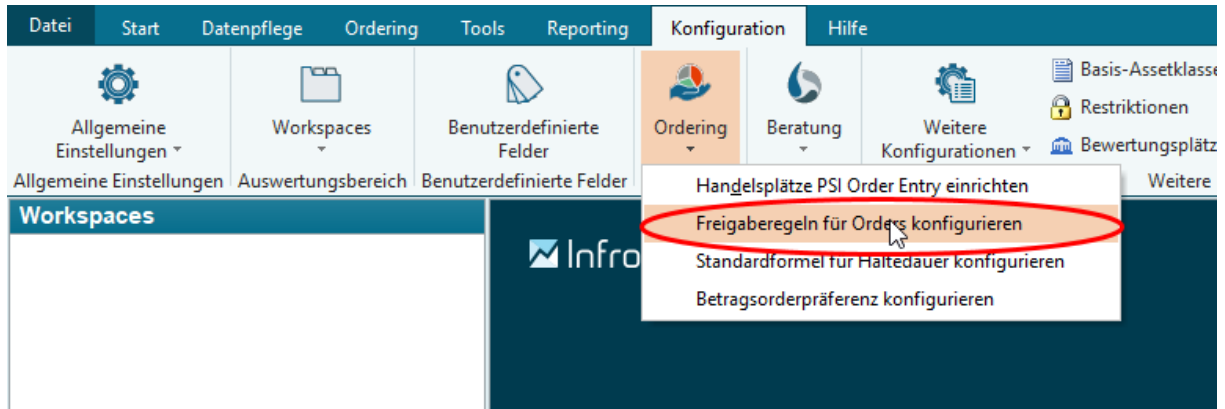 Datei Start Datenpflege Ordering Tools Reporting Konfiguration Hilfe
Allgemeine Einstellungen
Workspaces
Benutzerdefinierte Felder
Ordering
Beratung
Weitere Konfigurationen
Basis-Assetklasse
Restriktionen
Bewertungsplätz
Allgemeine Einstellungen Auswertungsbereich Benutzerdefinierte Felder Weitere
Handelsplätze PSI Order Entry einrichten
Freigaberegeln für Orders konfigurieren
Standardformel für Haltedauer konfigurieren
Betragsorderpräferenz konfigurieren
Workspaces
Infro